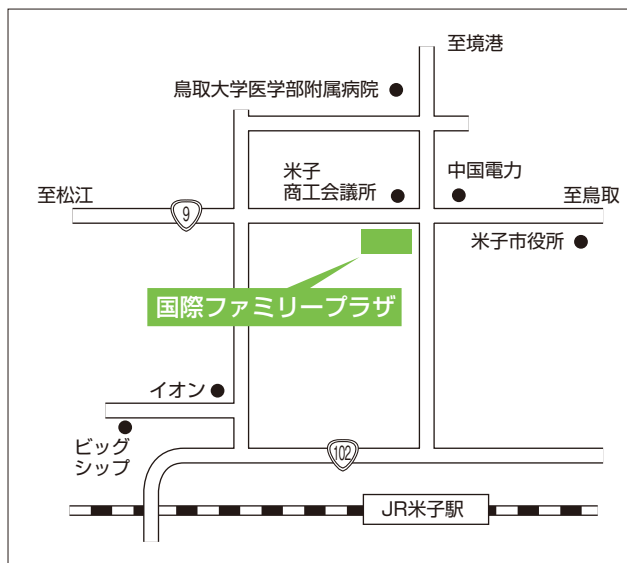 至境港
鳥取大学医学部附属病院
米子
商工会議所
中国電力
至松江
至鳥取
9
米子市役所
国際ファミリープラザ
イオン
ビッグ
シップ
102
JR米子駅